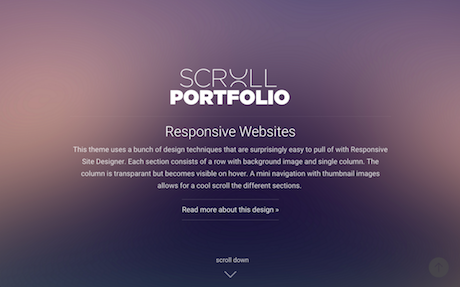 SCROLL
PORTFOLIO
Responsive Websites
This theme uses a bunch of design techniques that are surprisingly easy to pull of with Responsive
Site Designer. Each section consists of a row with background image and single column. The
column is transparant but becomes visible on hover. A mini navigation with thumbnail images
allows for a cool scroll the different sections.
Read more about this design »
scroll down